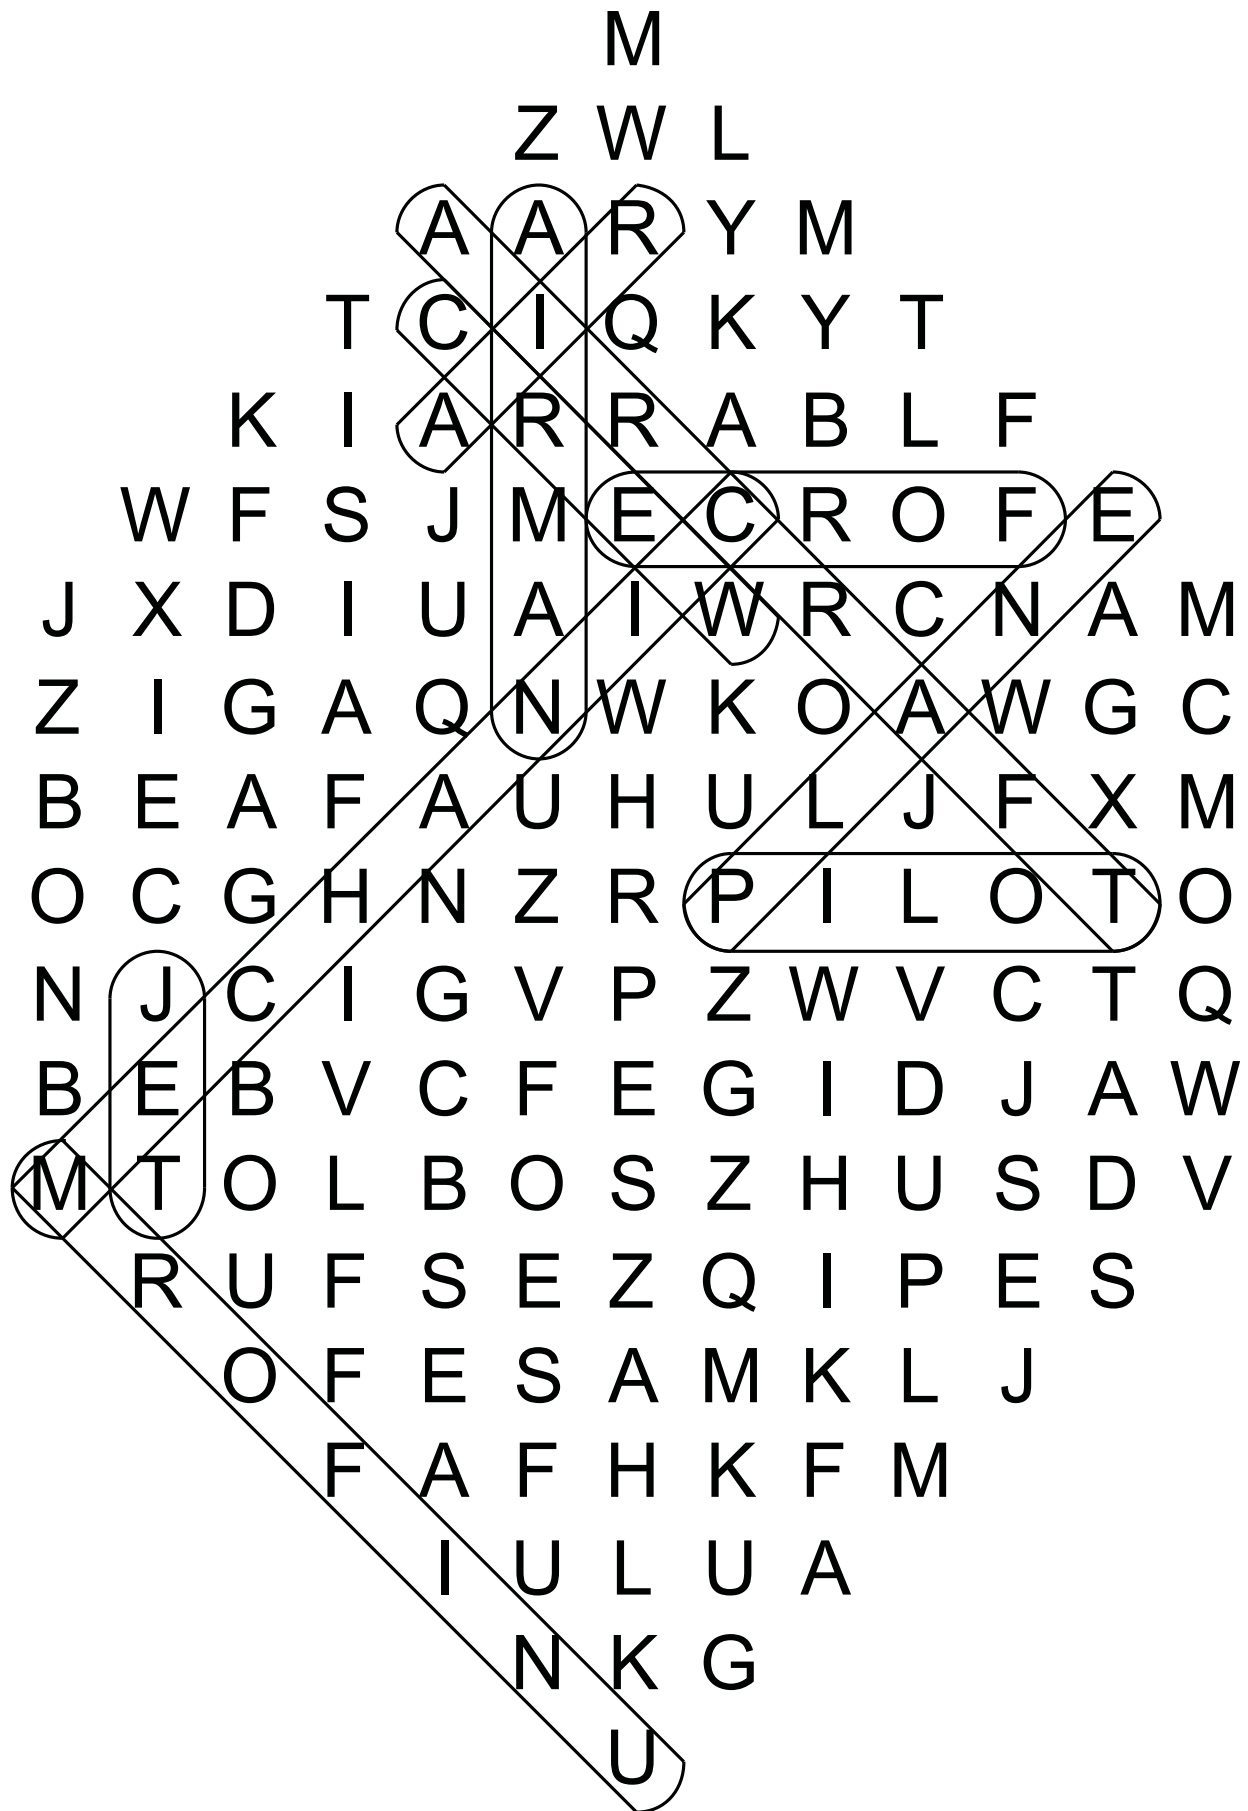 M
Z W L
A A R Y M
T C I Q K Y T
K I A R R A B L F
W F S J M E C R O F E
J X D I U A I W R C N A M
Z I G A Q N W K O A W G C
B E A F A U H U L J F X M
O C G H N Z R P I L O T O
N J C I G V P Z W V C T Q
B E B V C F E G I D J A W
M T O L B O S Z H U S D V
R U F S E Z Q I P E S
O F E S A M K L J
F A F H K F M
I U L U A
N K G
U